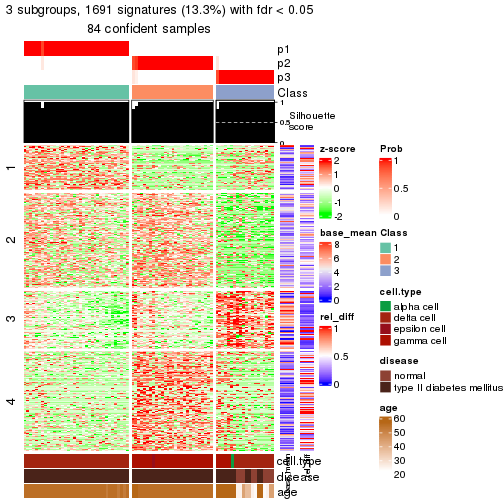 3 subgroups, 1691 signatures (13.3%) with fdr < 0.05
84 confident samples
p1
p2
p3
Class
1
0.5
0
Silhouette
score
1
2
3
4
z-score
2
1
0
-1
-2
base_mean
8
6
4
2
0
rel_diff
1
0.5
0
Prob
1
0.5
0
Class
1
2
3
cell.type
alpha cell
delta cell
epsilon cell
gamma cell
disease
normal
type II diabetes mellitus
age
60
50
40
30
20
cell.type
disease
age